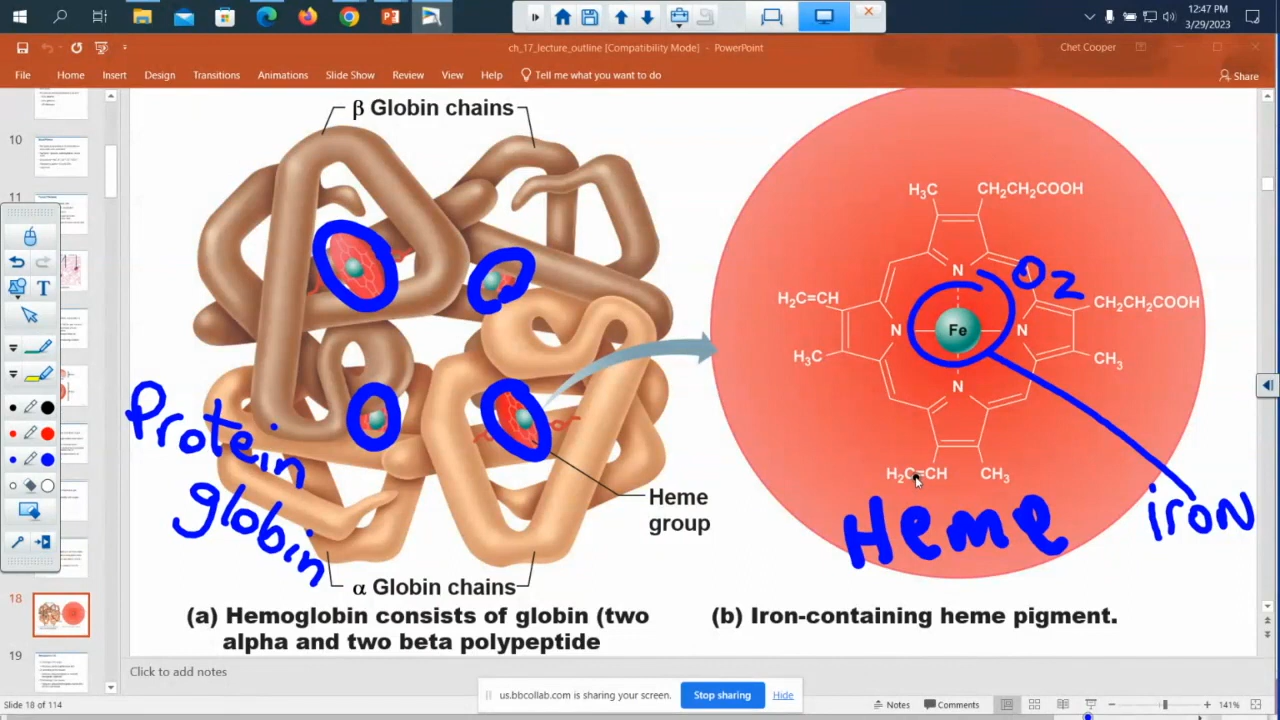 12:47 PM
3/29/2023
ch_17_lecture_outline [Compatibility Mode] - PowerPoint
Chet Cooper
File Home Insert Design Transitions Animations Slide Show Review View Help Tell me what you want to do
Share
10
11
18
19
β Globin chains
Heme
group
α Globin chains
(a) Hemoglobin consists of globin (two
alpha and two beta polypeptide
Protein
globin
H₃C CH₂CH₂COOH
N
O2
H₂C=CH CH₂CH₂COOH
N Fe N
H₃C CH₃
N
H₂C=CH CH₃
Heme
iron
(b) Iron-containing heme pigment.
T
Click to add notes
us.bbcollab.com is sharing your screen. Stop sharing Hide
Slide 18 of 114
Notes Comments 141%